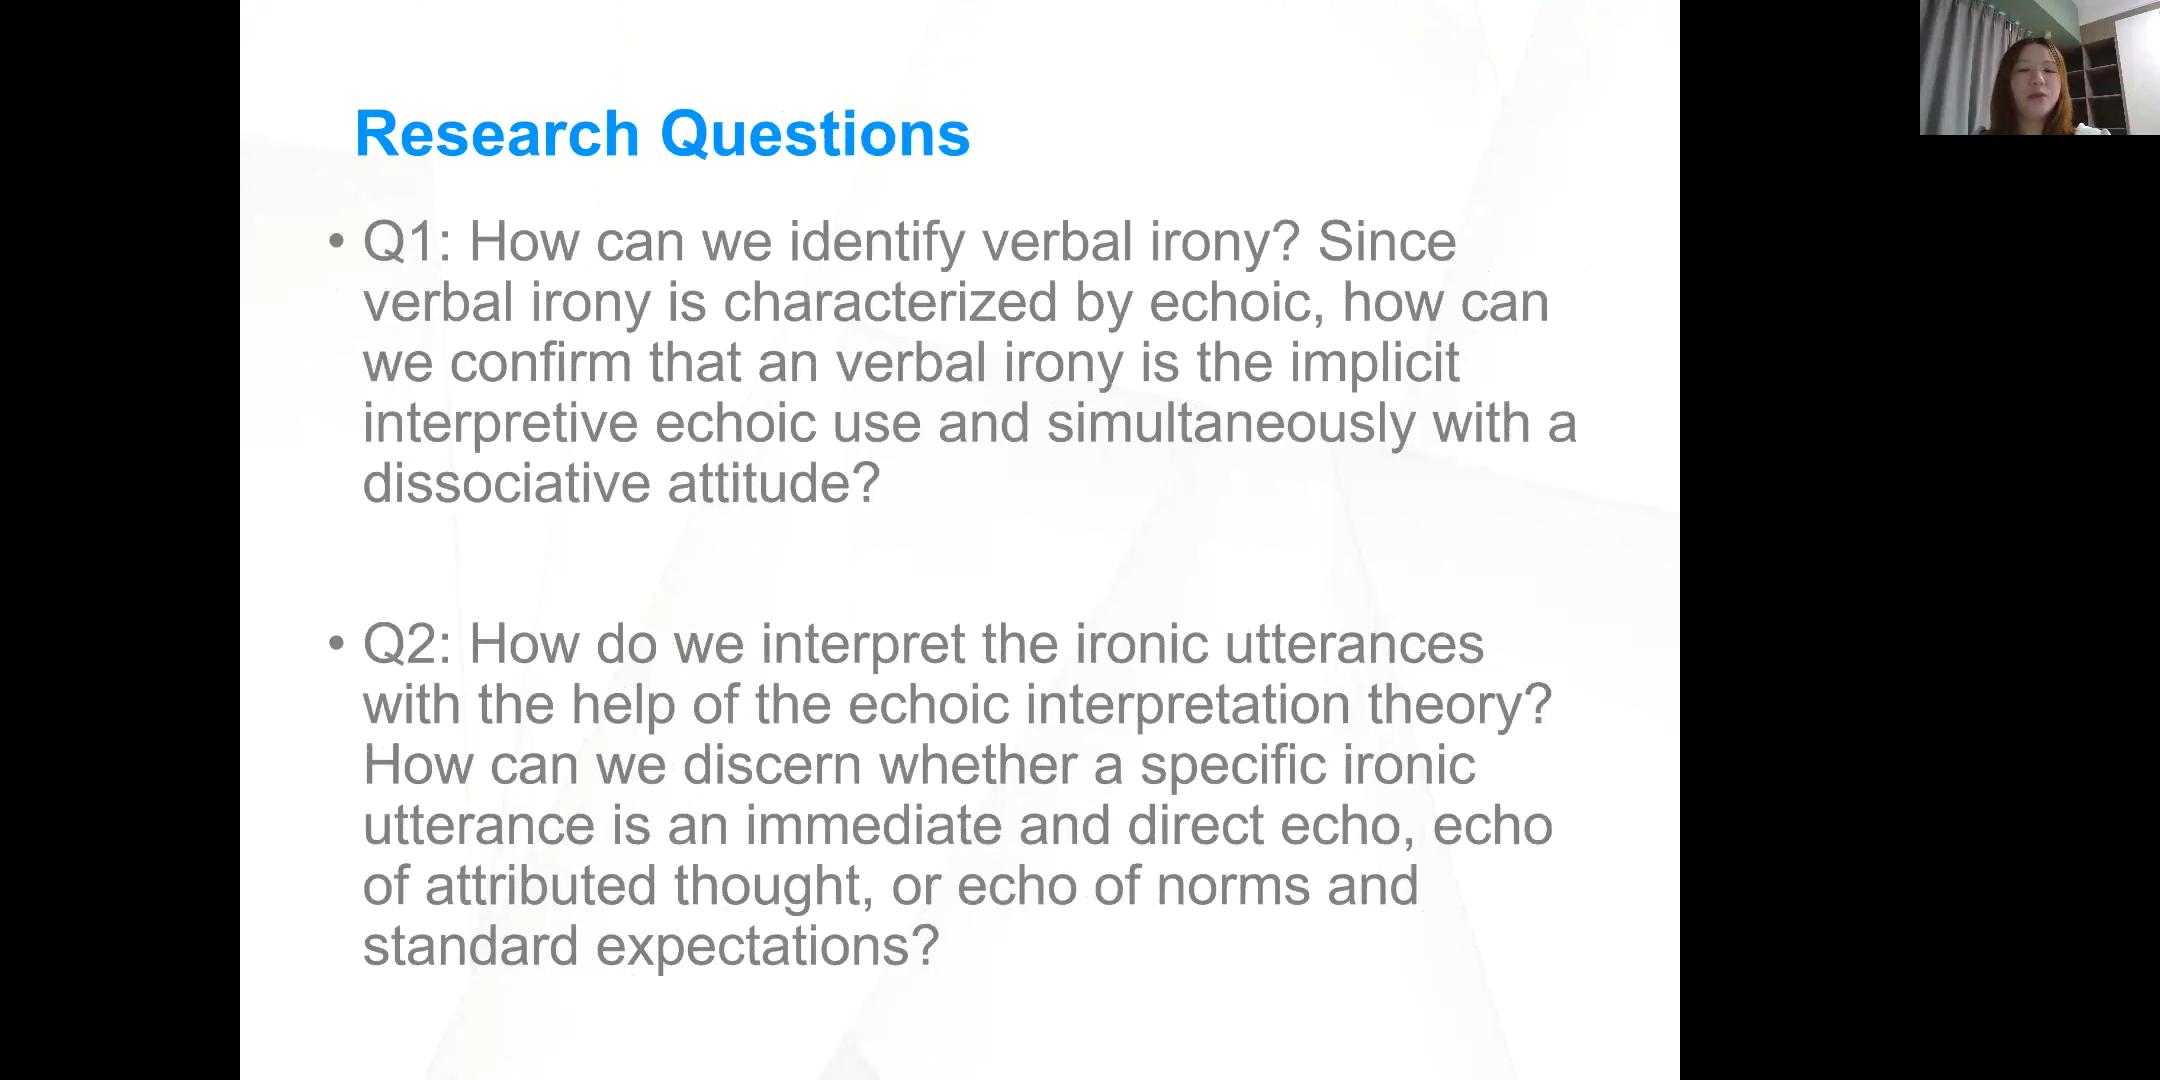 Research Questions
• Q1: How can we identify verbal irony? Since
verbal irony is characterized by echoic, how can
we confirm that an verbal irony is the implicit
interpretive echoic use and simultaneously with a
dissociative attitude?
• Q2: How do we interpret the ironic utterances
with the help of the echoic interpretation theory?
How can we discern whether a specific ironic
utterance is an immediate and direct echo, echo
of attributed thought, or echo of norms and
standard expectations?